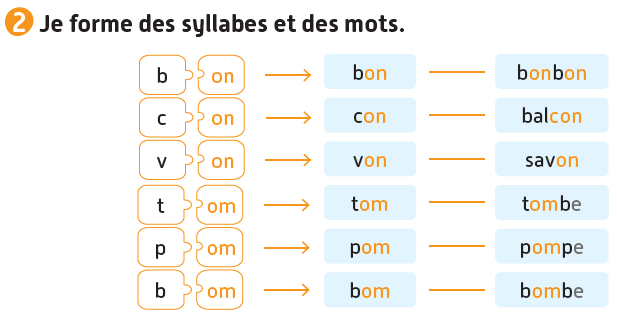 2 Je forme des syllabes et des mots.
b on → bon — bonbon
c on → con — balcon
v on → von — savon
t om → tom — tombe
p om → pom — pompe
b om → bom — bombe